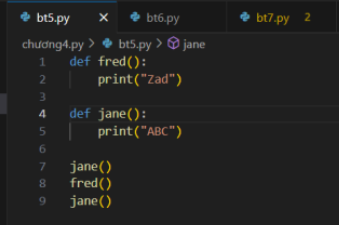 bt5.py × bt6.py bt7.py 2
chương4.py > bt5.py > jane
1 def fred():
2     print("Zad")
3
4 def jane():
5     print("ABC")
6
7 jane()
8 fred()
9 jane()